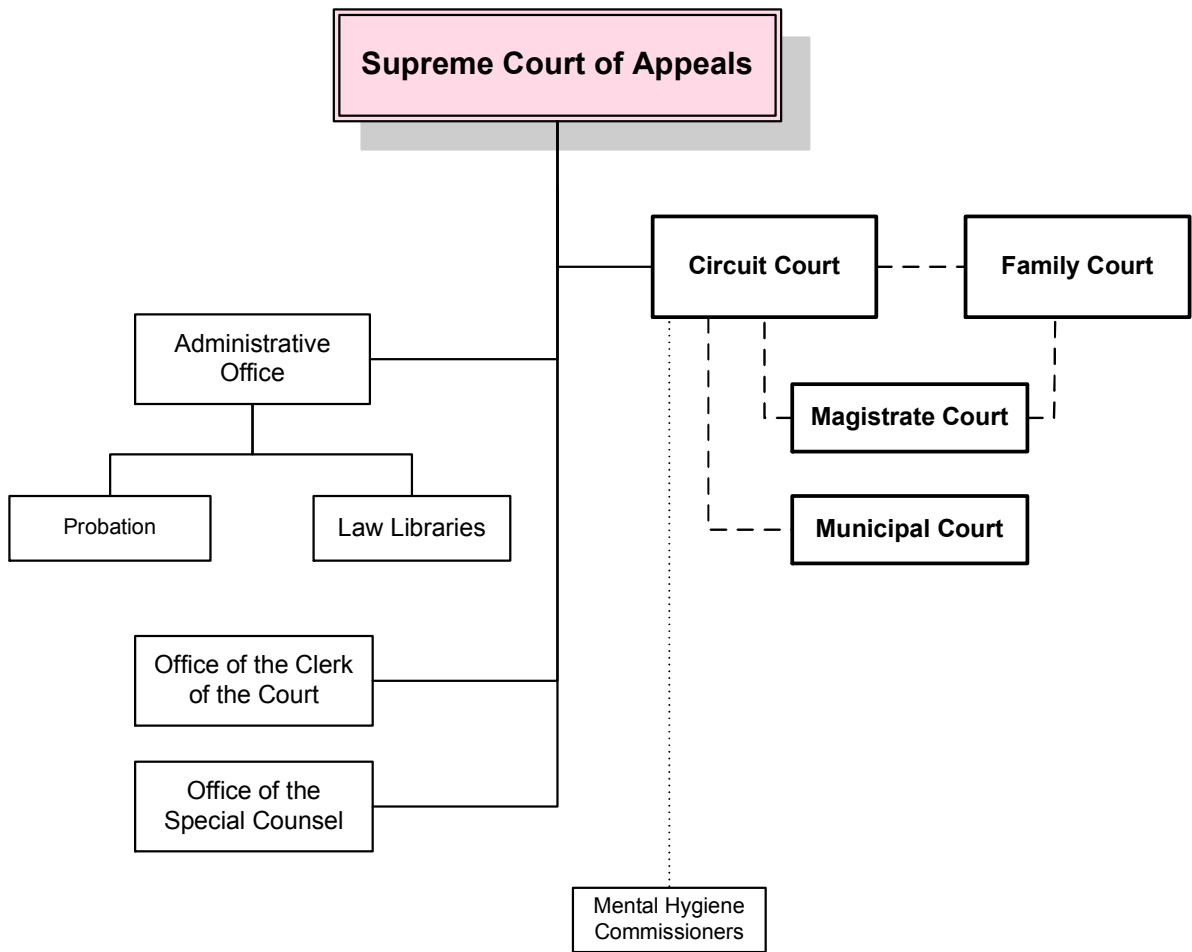 Supreme Court of Appeals
Circuit Court
Family Court
Administrative
Office
Magistrate Court
Probation
Law Libraries
Municipal Court
Office of the Clerk
of the Court
Office of the
Special Counsel
Mental Hygiene
Commissioners